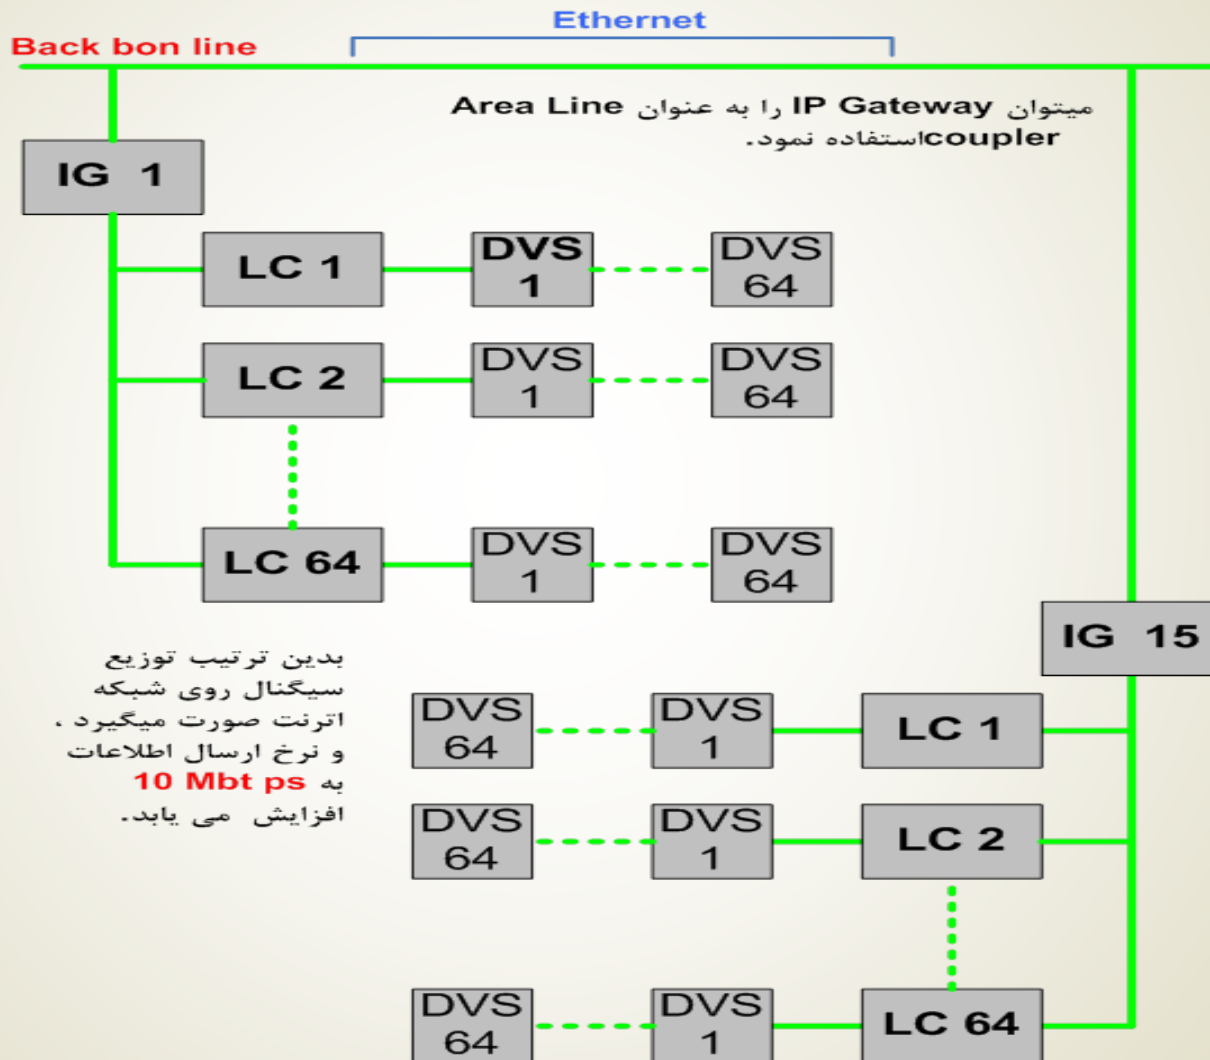 Ethernet
Back bon line
میتوان IP Gateway را به عنوان Area Line
couplerاستفاده نمود.
IG 1
LC 1
DVS
1
DVS
64
LC 2
DVS
1
DVS
64
LC 64
DVS
1
DVS
64
بدین ترتیب توزیع
سیگنال روی شبکه
اترنت صورت میگیرد ،
و نرخ ارسال اطلاعات
به 10 Mbt ps
افزایش می یابد.
IG 15
DVS
64
DVS
1
LC 1
DVS
64
DVS
1
LC 2
DVS
64
DVS
1
LC 64